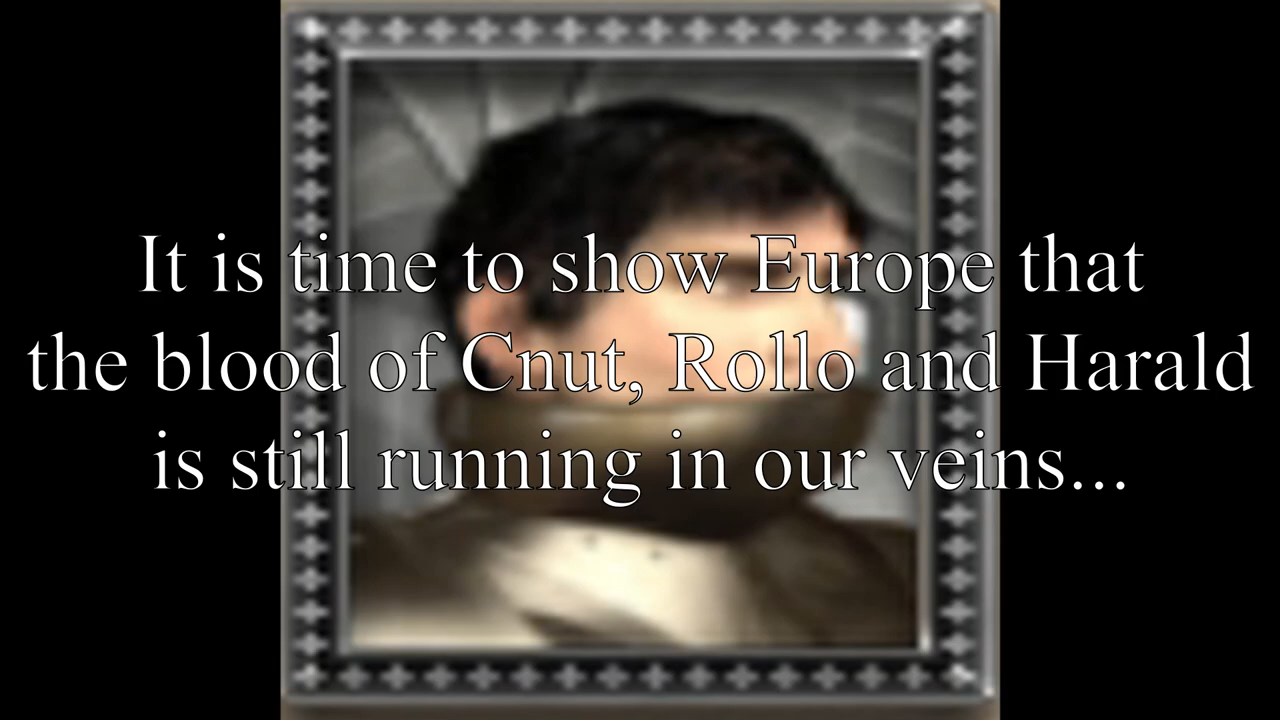 It is time to show Europe that
the blood of Cnut, Rollo and Harald
is still running in our veins...